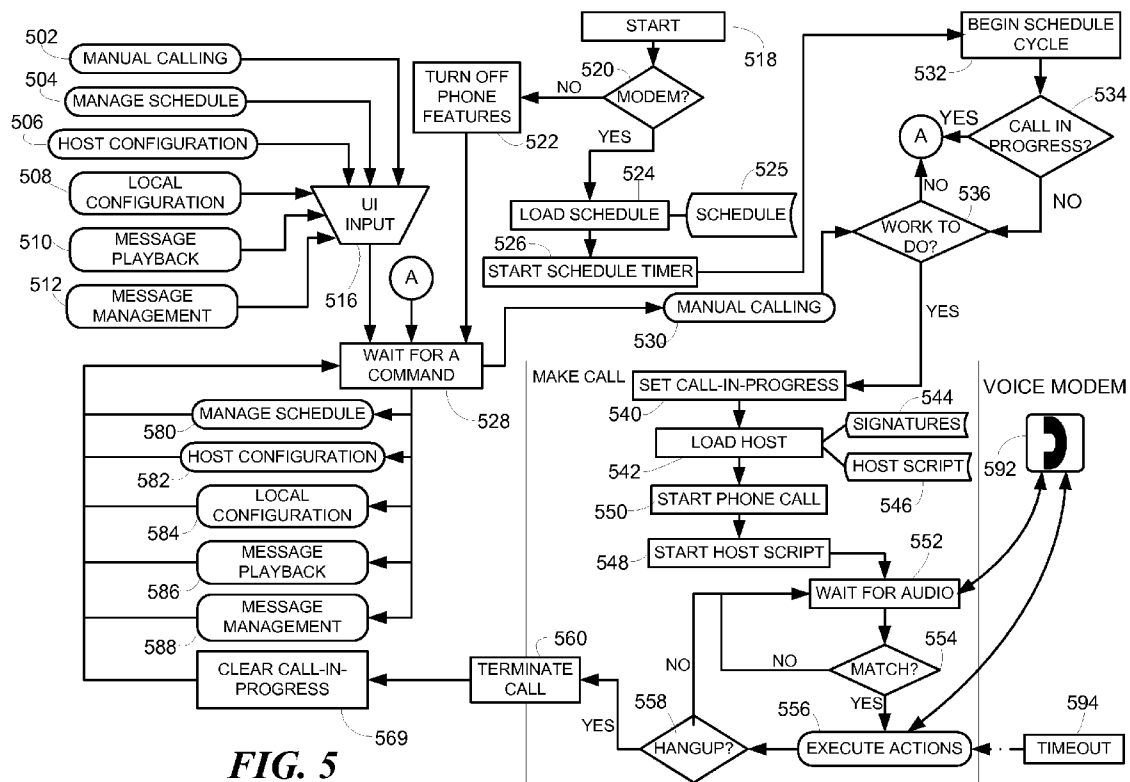 502
MANUAL CALLING
504
MANAGE SCHEDULE
506
HOST CONFIGURATION
508
LOCAL
CONFIGURATION
510
MESSAGE
PLAYBACK
512
MESSAGE
MANAGEMENT
UI
INPUT
516
A
START
518
520
MODEM?
NO
YES
TURN OFF
PHONE
FEATURES
522
524
LOAD SCHEDULE
525
SCHEDULE
526
START SCHEDULE TIMER
MANUAL CALLING
530
BEGIN SCHEDULE
CYCLE
532
534
CALL IN
PROGRESS?
YES
A
NO
NO
536
WORK TO
DO?
YES
WAIT FOR A
COMMAND
528
MANAGE SCHEDULE
580
HOST CONFIGURATION
582
LOCAL
CONFIGURATION
584
MESSAGE
PLAYBACK
586
MESSAGE
MANAGEMENT
588
CLEAR CALL-IN-
PROGRESS
569
MAKE CALL
SET CALL-IN-PROGRESS
540
544
SIGNATURES
LOAD HOST
542
HOST SCRIPT
546
START PHONE CALL
550
START HOST SCRIPT
548
552
WAIT FOR AUDIO
554
MATCH?
NO
YES
556
EXECUTE ACTIONS
558
HANGUP?
NO
YES
560
TERMINATE
CALL
VOICE MODEM
592
594
TIMEOUT
FIG. 5